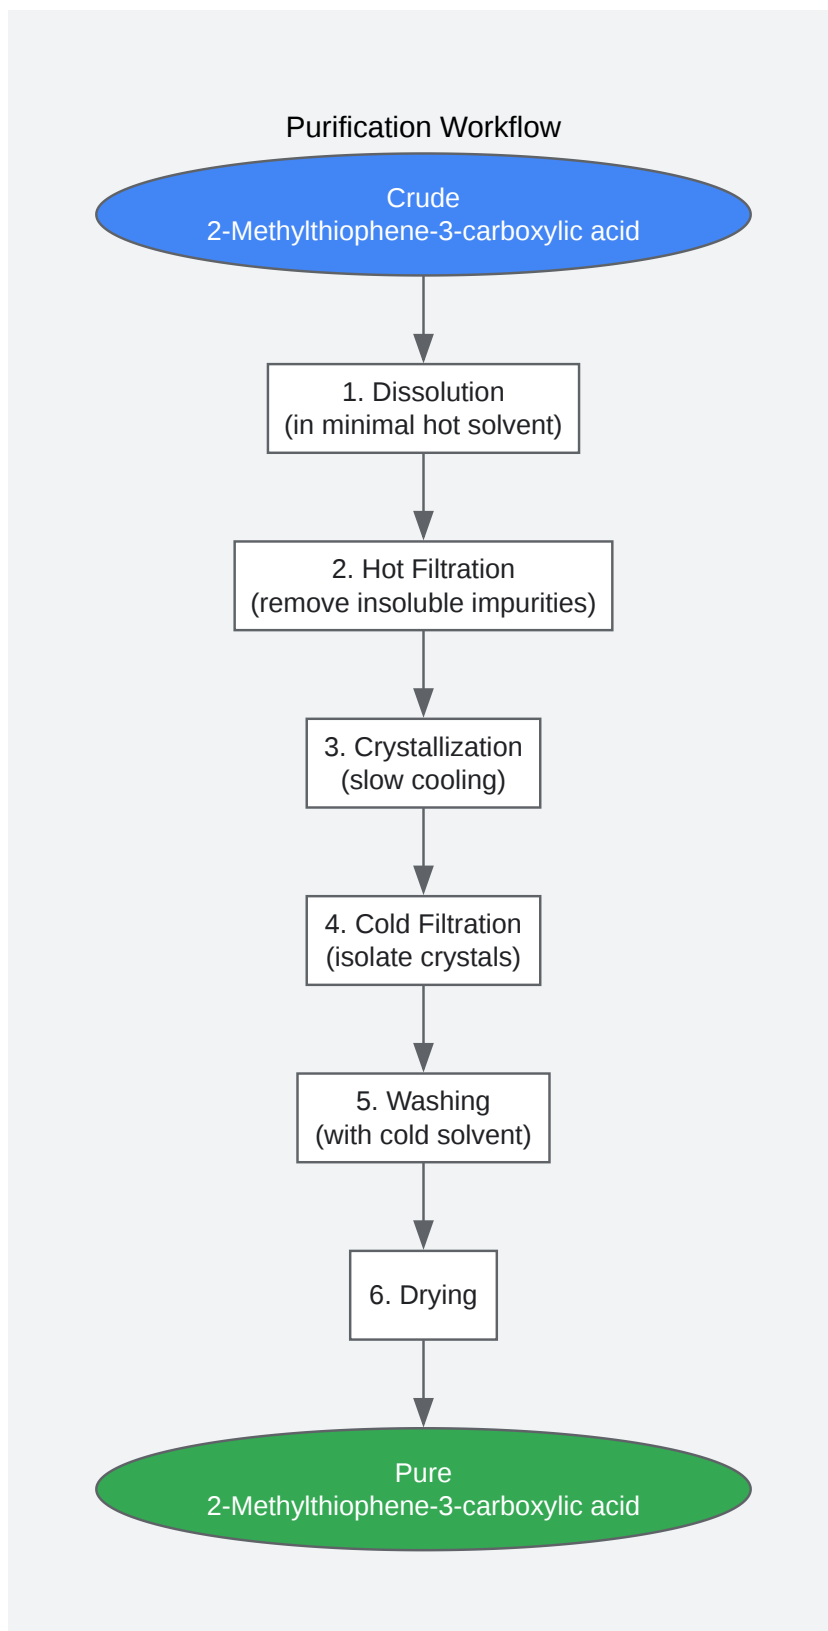 Purification Workflow
Crude
2-Methylthiophene-3-carboxylic acid
1. Dissolution
(in minimal hot solvent)
2. Hot Filtration
(remove insoluble impurities)
3. Crystallization
(slow cooling)
4. Cold Filtration
(isolate crystals)
5. Washing
(with cold solvent)
6. Drying
Pure
2-Methylthiophene-3-carboxylic acid